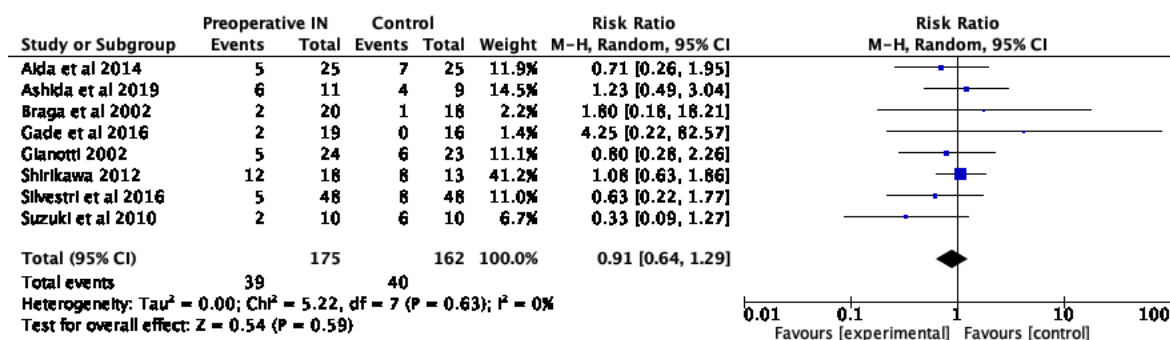 Preoperative IN Control Risk Ratio Risk Ratio
Study or Subgroup Events Total Events Total Weight M-H, Random, 95% CI M-H, Random, 95% CI
Aida et al 2014 5 25 7 25 11.9% 0.71 [0.26, 1.95]
Ashida et al 2019 6 11 4 9 14.5% 1.23 [0.49, 3.04]
Braga et al 2002 2 20 1 18 2.2% 1.80 [0.18, 18.21]
Gade et al 2016 2 19 0 16 1.4% 4.25 [0.22, 82.57]
Gianotti 2002 5 24 6 23 11.1% 0.80 [0.28, 2.26]
Shirikawa 2012 12 18 8 13 41.2% 1.08 [0.63, 1.86]
Silvestri et al 2016 5 48 8 48 11.0% 0.63 [0.22, 1.77]
Suzuki et al 2010 2 10 6 10 6.7% 0.33 [0.09, 1.27]
Total (95% CI) 175 162 100.0% 0.91 [0.64, 1.29]
Total events 39 40
Heterogeneity: Tau² = 0.00; Chi² = 5.22, df = 7 (P = 0.63); I² = 0%
Test for overall effect: Z = 0.54 (P = 0.59)
0.01 0.1 1 10 100
Favours [experimental] Favours [control]